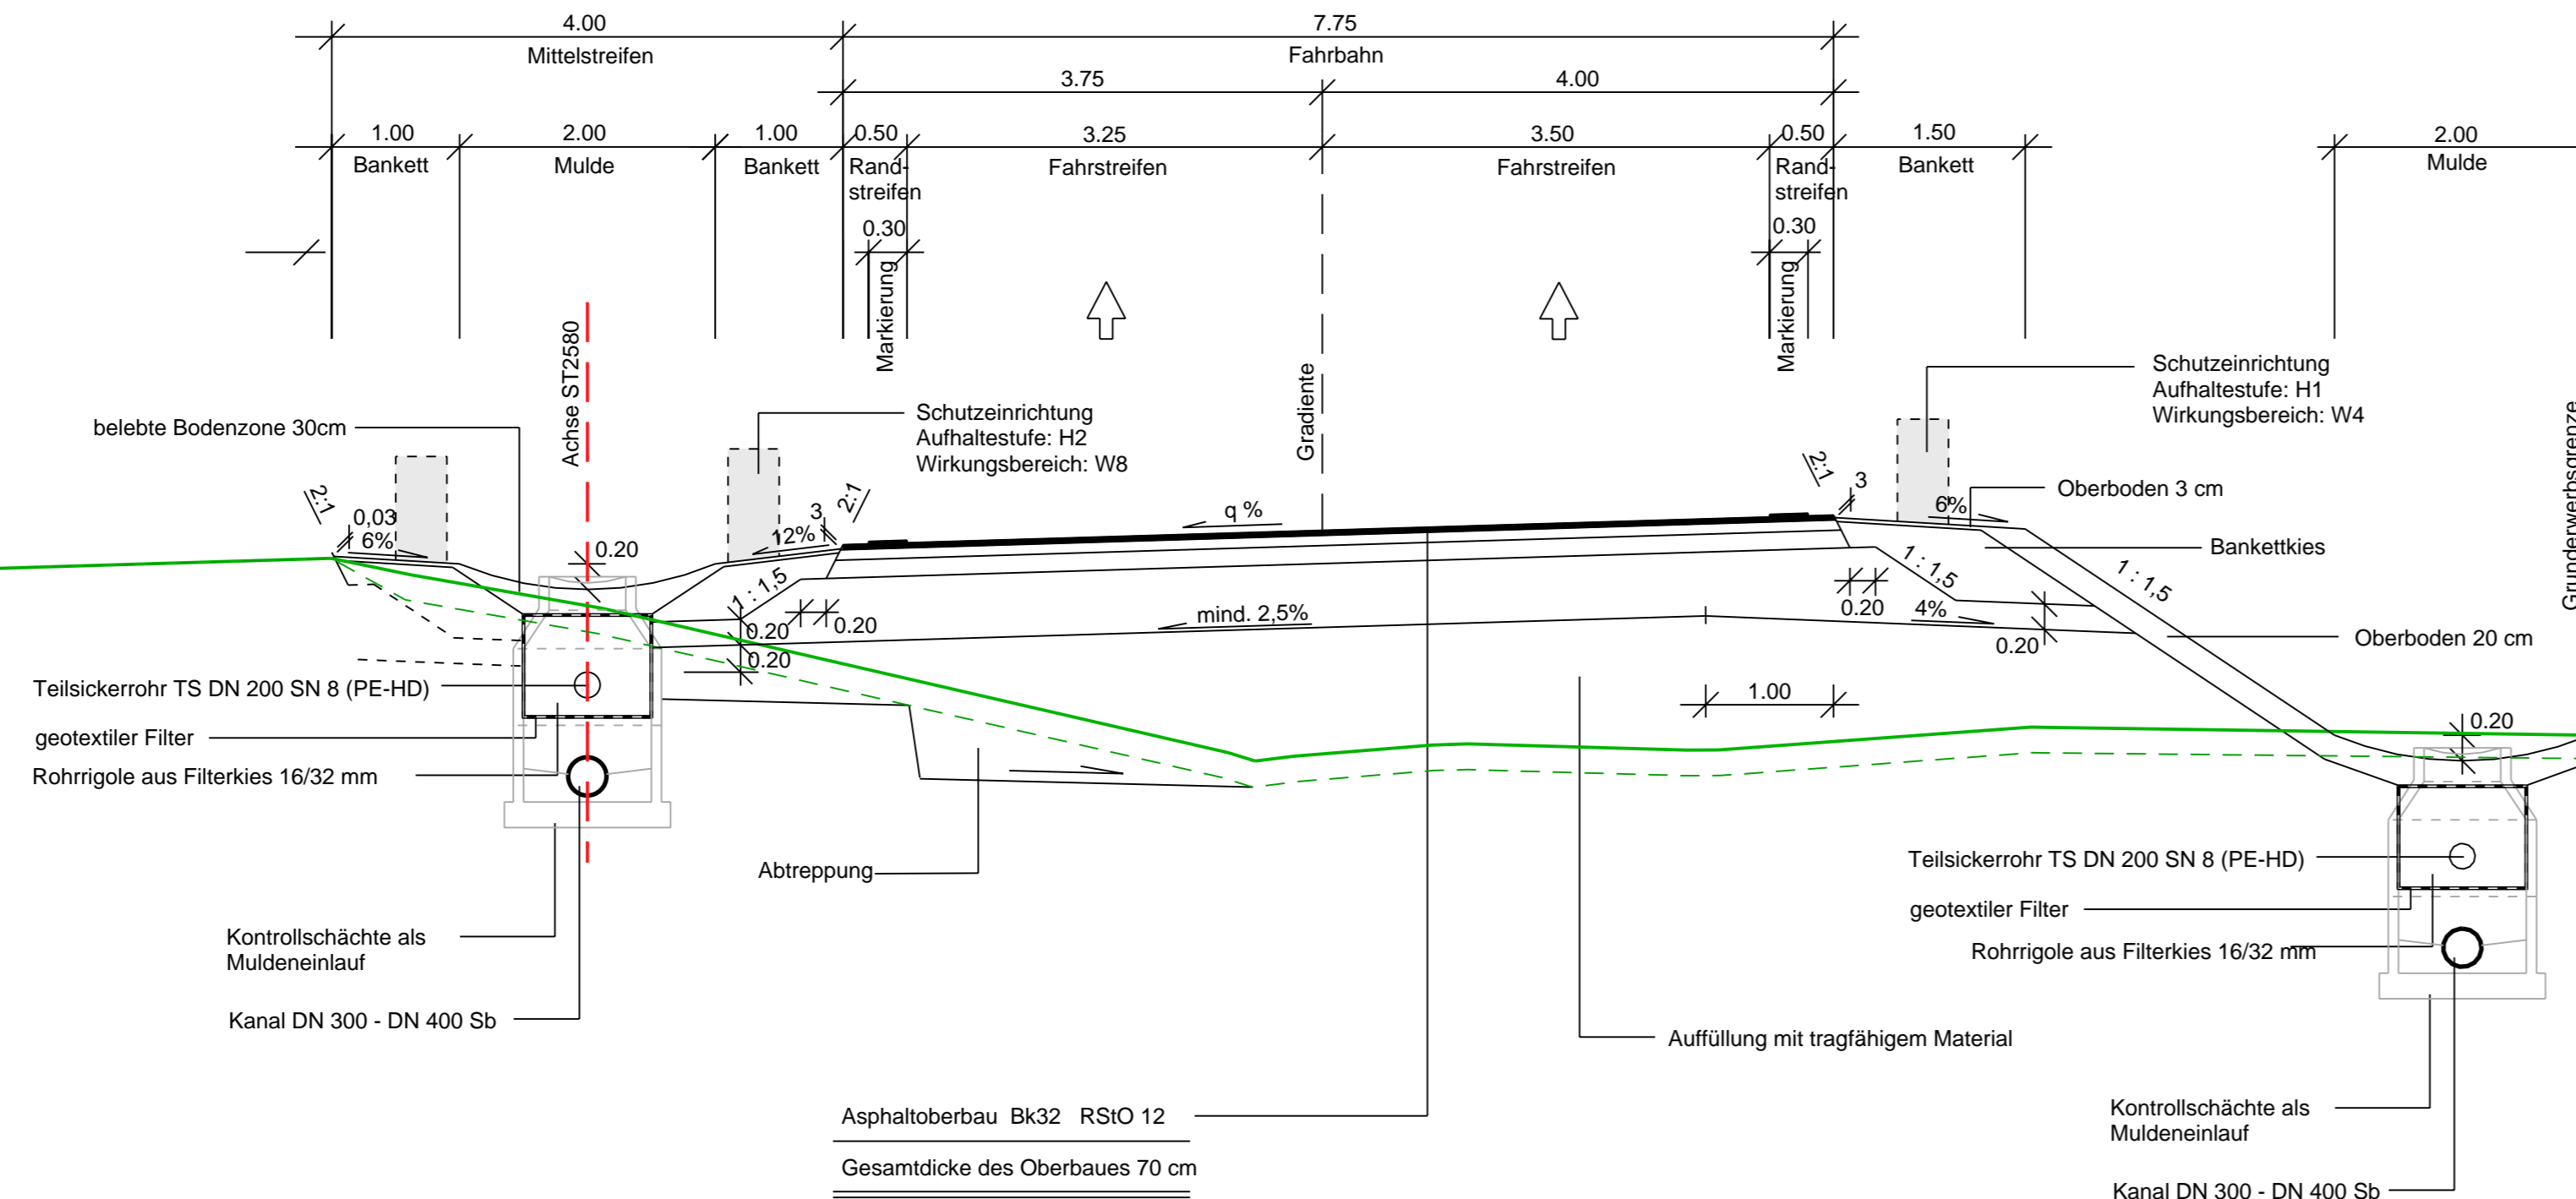 4.00
7.75
Mittelstreifen
Fahrbahn
3.75
4.00
1.00
2.00
1.00
0.50
3.25
3.50
0.50
1.50
2.00
Bankett
Mulde
Bankett
Rand-
streifen
Fahrstreifen
Fahrstreifen
Rand-
streifen
Bankett
Mulde
0.30
0.30
Markierung
Markierung
Achse ST2580
Gradiente
Grunderwerbsgrenze
belebte Bodenzone 30cm
Schutzeinrichtung
Aufhaltestufe: H2
Wirkungsbereich: W8
Schutzeinrichtung
Aufhaltestufe: H1
Wirkungsbereich: W4
2:1
0,03
6%
0.20
12%
3
2:1
q %
2:1
3
6%
Oberboden 3 cm
Bankettkies
1 : 1,5
1 : 1,5
1 : 1,5
0.20
0.20
0.20
mind. 2,5%
0.20
4%
0.20
Oberboden 20 cm
1.00
0.20
Teilsickerrohr TS DN 200 SN 8 (PE-HD)
geotextiler Filter
Rohrrigole aus Filterkies 16/32 mm
Abtreppung
Kontrollschächte als
Muldeneinlauf
Kanal DN 300 - DN 400 Sb
Teilsickerrohr TS DN 200 SN 8 (PE-HD)
geotextiler Filter
Rohrrigole aus Filterkies 16/32 mm
Auffüllung mit tragfähigem Material
Asphaltoberbau Bk32 RStO 12
Gesamtdicke des Oberbaues 70 cm
Kontrollschächte als
Muldeneinlauf
Kanal DN 300 - DN 400 Sb